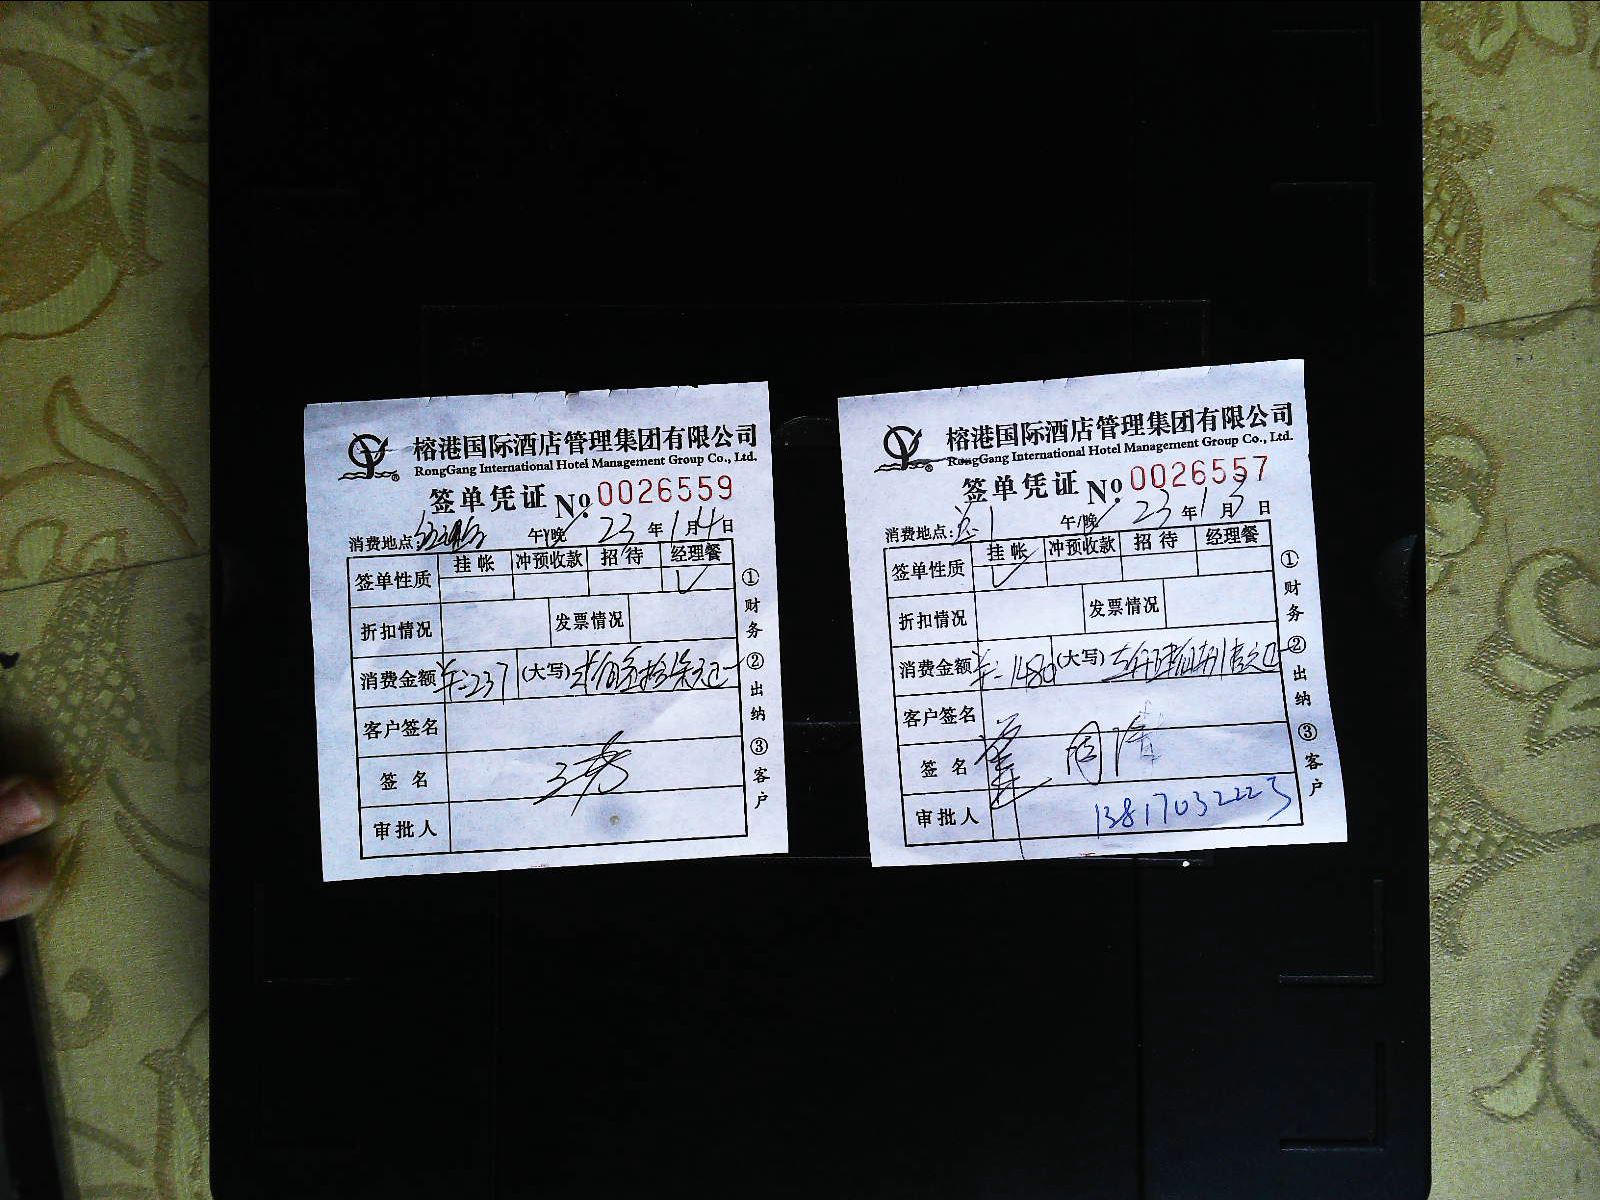 榕港国际酒店管理集团有限公司
RongGang International Hotel Management Group Co., Ltd.
签单凭证 No. 0026559
消费地点: 午/晚 23 年 1 月 4 日
签单性质 挂帐 冲预收款 招待 经理餐
折扣情况 发票情况
消费金额 ¥:237 (大写)
客户签名
签名
审批人
①财务 ②出纳 ③客户
榕港国际酒店管理集团有限公司
RongGang International Hotel Management Group Co., Ltd.
签单凭证 No. 0026557
消费地点: 午/晚 23 年 1 月 3 日
签单性质 挂帐 冲预收款 招待 经理餐
折扣情况 发票情况
消费金额 ¥:1480 (大写)
客户签名
签名
审批人 13817032223
①财务 ②出纳 ③客户